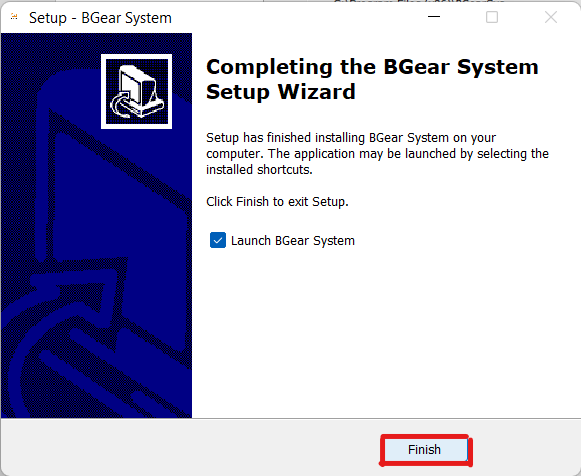 Setup - BGear System
Completing the BGear System
Setup Wizard
Setup has finished installing BGear System on your
computer. The application may be launched by selecting the
installed shortcuts.
Click Finish to exit Setup.
Launch BGear System
Finish